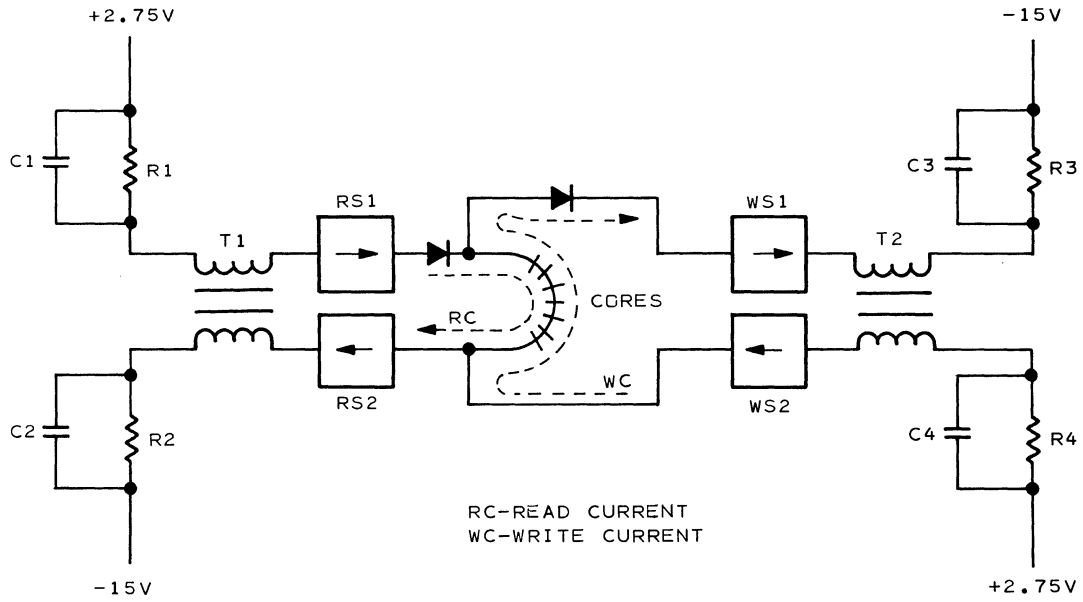 +2.75V
-15V
C1
R1
C3
R3
RS1
WS1
T1
T2
CORES
RC
WC
RS2
WS2
C2
R2
C4
R4
RC-READ CURRENT
WC-WRITE CURRENT
-15V
+2.75V